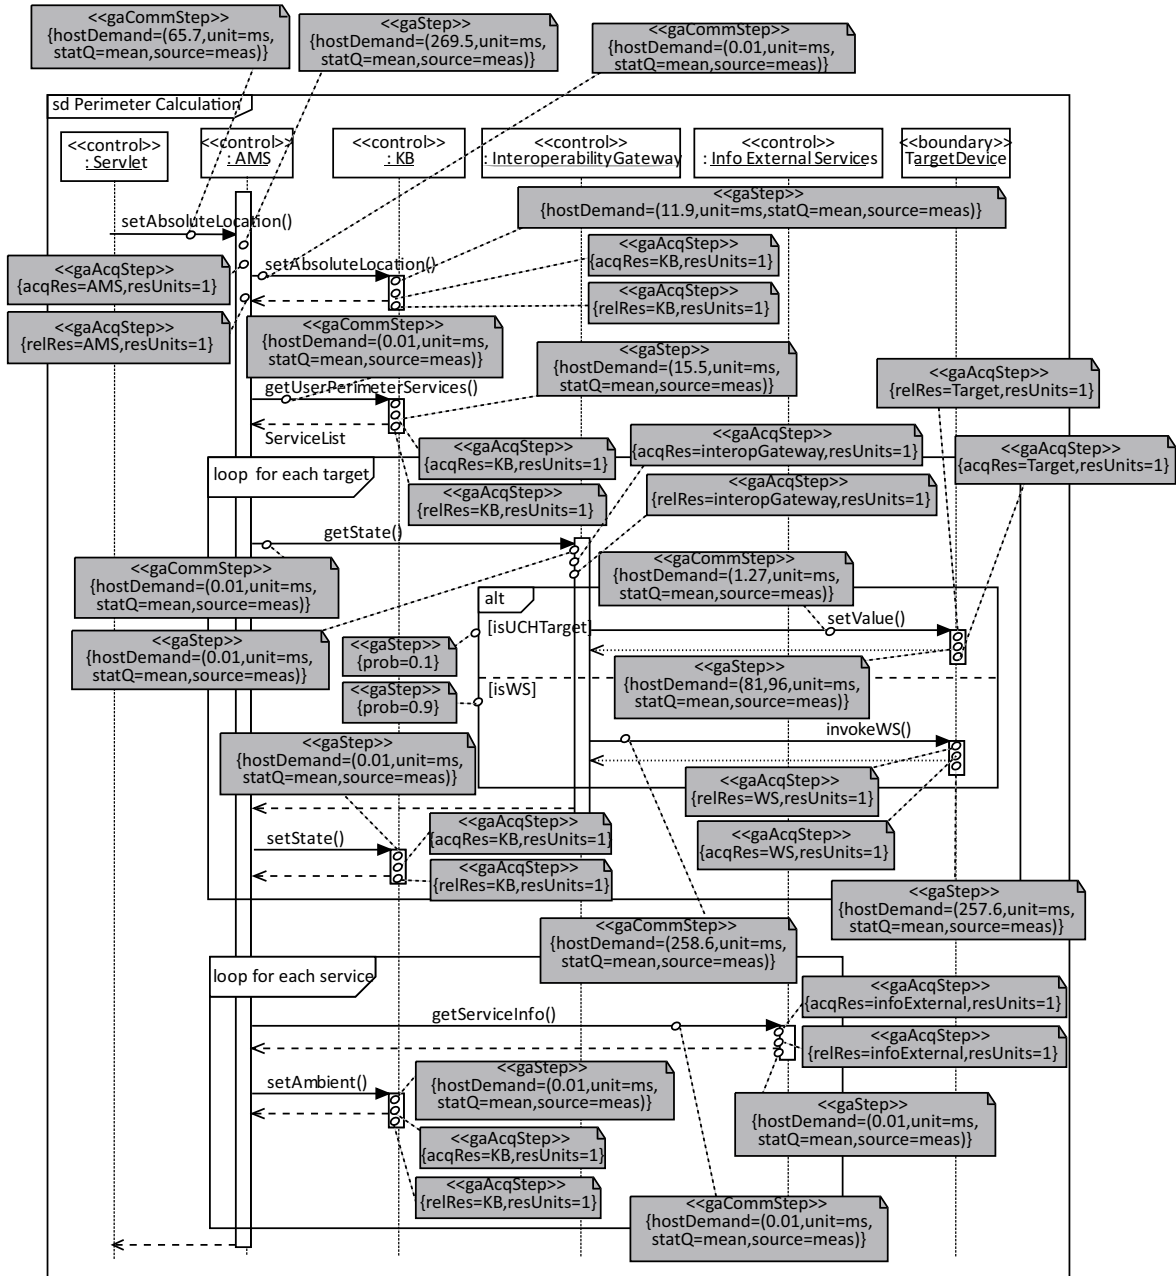 <<gaCommStep>>
{hostDemand=(65.7,unit=ms,
statQ=mean,source=meas)}
<<gaStep>>
{hostDemand=(269.5,unit=ms,
statQ=mean,source=meas)}
<<gaCommStep>>
{hostDemand=(0.01,unit=ms,
statQ=mean,source=meas)}
sd Perimeter Calculation
<<control>>
: Servlet
<<control>>
: AMS
<<control>>
: KB
<<control>>
: InteroperabilityGateway
<<control>>
: Info External Services
<<boundary>>
TargetDevice
<<gaStep>>
{hostDemand=(11.9,unit=ms,statQ=mean,source=meas)}
setAbsoluteLocation()
<<gaAcqStep>>
{acqRes=AMS,resUnits=1}
setAbsoluteLocation()
<<gaAcqStep>>
{acqRes=KB,resUnits=1}
<<gaAcqStep>>
{relRes=KB,resUnits=1}
<<gaAcqStep>>
{relRes=AMS,resUnits=1}
<<gaCommStep>>
{hostDemand=(0.01,unit=ms,
statQ=mean,source=meas)}
<<gaStep>>
{hostDemand=(15.5,unit=ms,
statQ=mean,source=meas)}
<<gaAcqStep>>
{relRes=Target,resUnits=1}
getUserPerimeterServices()
ServiceList
<<gaAcqStep>>
{acqRes=KB,resUnits=1}
<<gaAcqStep>>
{acqRes=interopGateway,resUnits=1}
<<gaAcqStep>>
{acqRes=Target,resUnits=1}
loop for each target
<<gaAcqStep>>
{relRes=KB,resUnits=1}
<<gaAcqStep>>
{relRes=interopGateway,resUnits=1}
getState()
<<gaCommStep>>
{hostDemand=(0.01,unit=ms,
statQ=mean,source=meas)}
<<gaCommStep>>
{hostDemand=(1.27,unit=ms,
statQ=mean,source=meas)}
alt
[isUCHTarget]
setValue()
<<gaStep>>
{hostDemand=(0.01,unit=ms,
statQ=mean,source=meas)}
<<gaStep>>
{prob=0.1}
<<gaStep>>
{hostDemand=(81,96,unit=ms,
statQ=mean,source=meas)}
<<gaStep>>
{prob=0.9}
[isWS]
invokeWS()
<<gaStep>>
{hostDemand=(0.01,unit=ms,
statQ=mean,source=meas)}
<<gaAcqStep>>
{relRes=WS,resUnits=1}
<<gaAcqStep>>
{acqRes=KB,resUnits=1}
<<gaAcqStep>>
{acqRes=WS,resUnits=1}
setState()
<<gaAcqStep>>
{relRes=KB,resUnits=1}
<<gaStep>>
{hostDemand=(257.6,unit=ms,
statQ=mean,source=meas)}
<<gaCommStep>>
{hostDemand=(258.6,unit=ms,
statQ=mean,source=meas)}
loop for each service
<<gaAcqStep>>
{acqRes=infoExternal,resUnits=1}
getServiceInfo()
<<gaAcqStep>>
{relRes=infoExternal,resUnits=1}
setAmbient()
<<gaStep>>
{hostDemand=(0.01,unit=ms,
statQ=mean,source=meas)}
<<gaStep>>
{hostDemand=(0.01,unit=ms,
statQ=mean,source=meas)}
<<gaAcqStep>>
{acqRes=KB,resUnits=1}
<<gaAcqStep>>
{relRes=KB,resUnits=1}
<<gaCommStep>>
{hostDemand=(0.01,unit=ms,
statQ=mean,source=meas)}